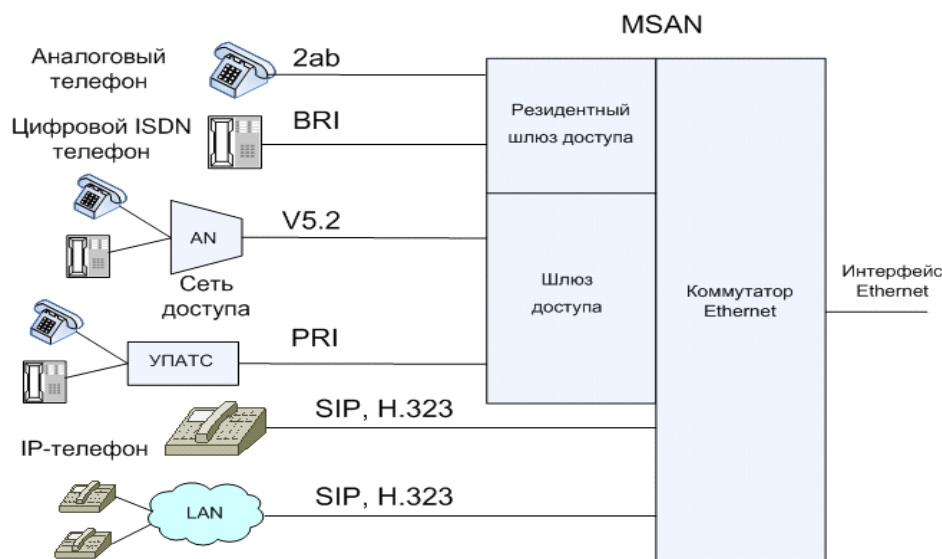 MSAN
Аналоговый
телефон
2ab
Цифровой ISDN
телефон
BRI
Резидентный
шлюз доступа
AN
V5.2
Сеть
доступа
Шлюз
доступа
Коммутатор
Ethernet
Интерфейс
Ethernet
УПАТС
PRI
SIP, H.323
IP-телефон
LAN
SIP, H.323